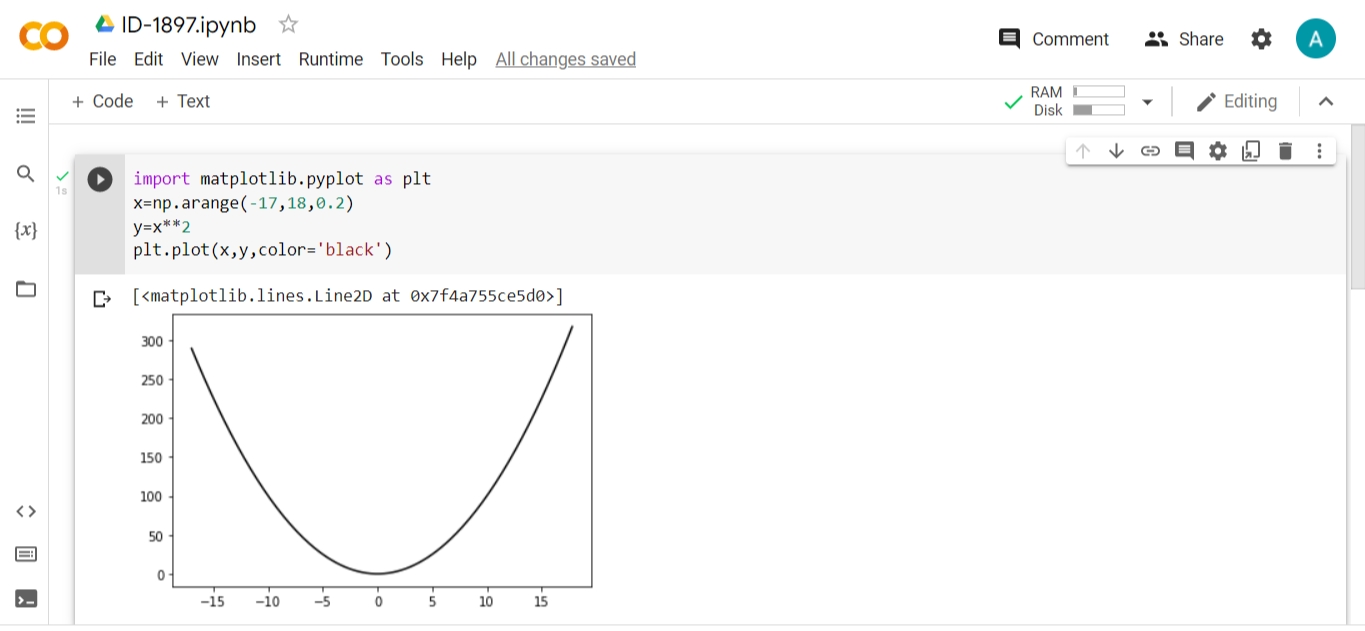 CO ID-1897.ipynb
File Edit View Insert Runtime Tools Help All changes saved
Comment Share A
+ Code + Text
RAM
Disk
Editing
{x}
1s
import matplotlib.pyplot as plt
x=np.arange(-17,18,0.2)
y=x**2
plt.plot(x,y,color='black')
[<matplotlib.lines.Line2D at 0x7f4a755ce5d0>]
300
250
200
150
100
50
0
−15 −10 −5 0 5 10 15